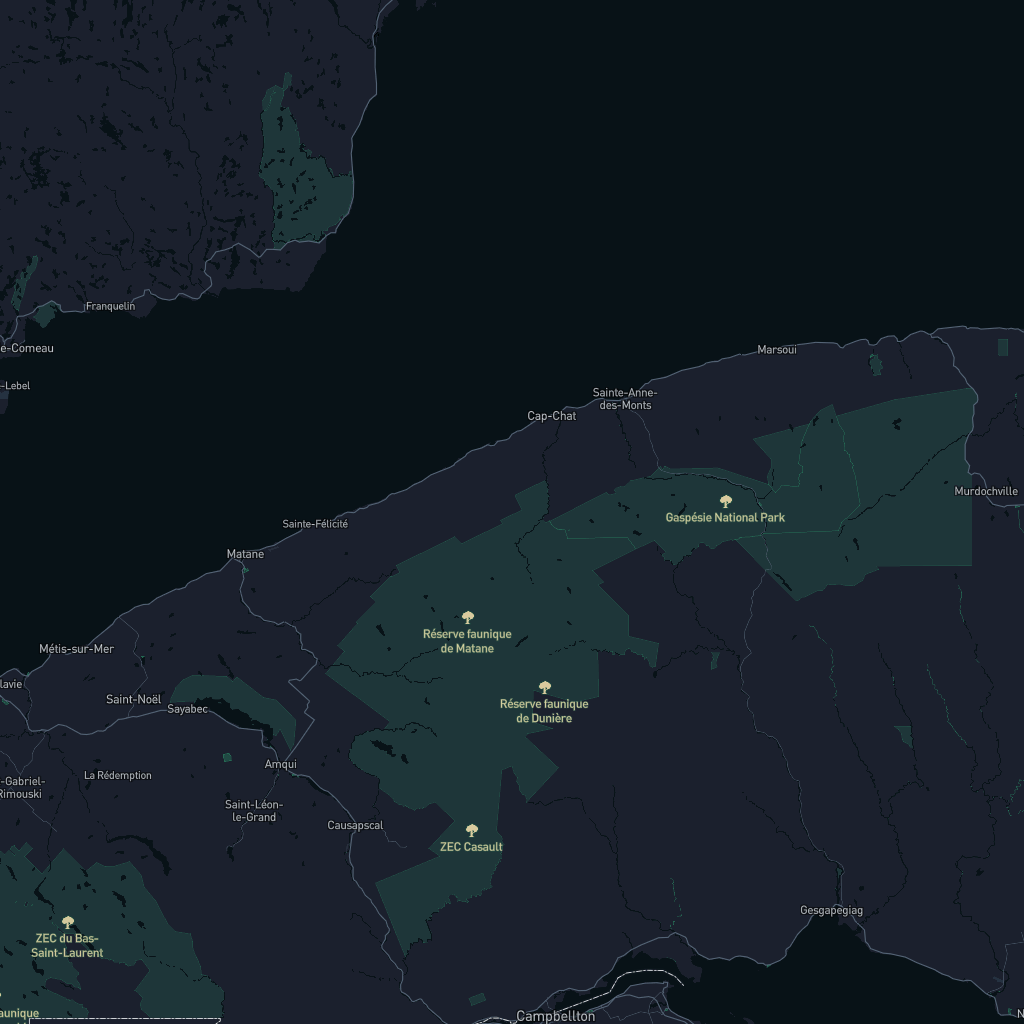 Franquelin
e-Comeau
-Lebel
Marsoui
Sainte-Anne-
des-Monts
Cap-Chat
Murdochville
Gaspésie National Park
Sainte-Félicité
Matane
Réserve faunique
de Matane
Métis-sur-Mer
lavie
Réserve faunique
de Dunière
Saint-Noël
Sayabec
Amqui
La Rédemption
-Gabriel-
Rimouski
Saint-Léon-
le-Grand
Causapscal
ZEC Casault
Gesgapegiag
ZEC du Bas-
Saint-Laurent
aunique
Campbellton
N